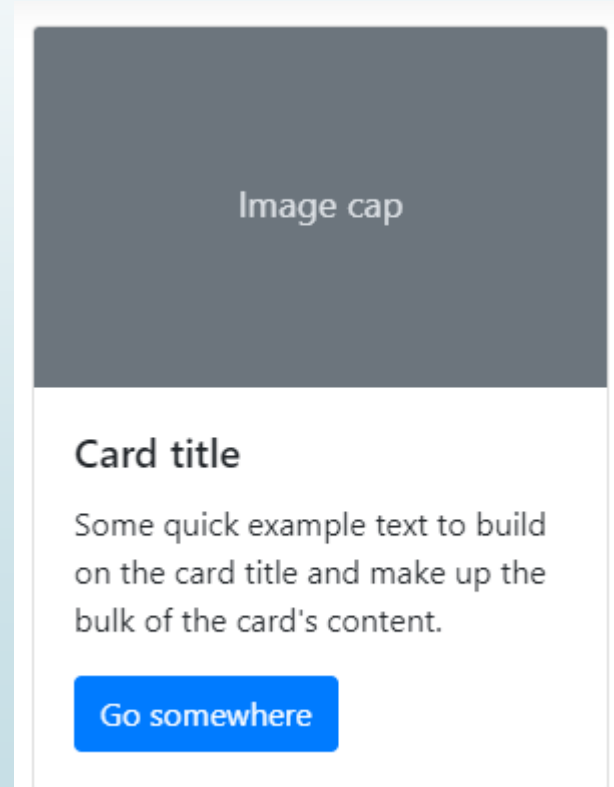 Image cap
Card title
Some quick example text to build
on the card title and make up the
bulk of the card's content.
Go somewhere